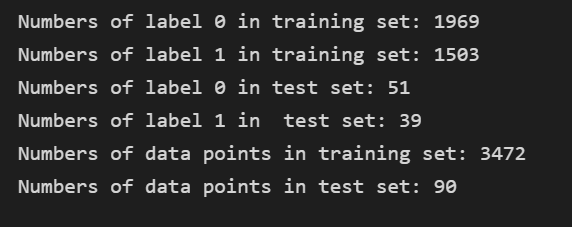 Numbers of label 0 in training set: 1969
Numbers of label 1 in training set: 1503
Numbers of label 0 in test set: 51
Numbers of label 1 in  test set: 39
Numbers of data points in training set: 3472
Numbers of data points in test set: 90